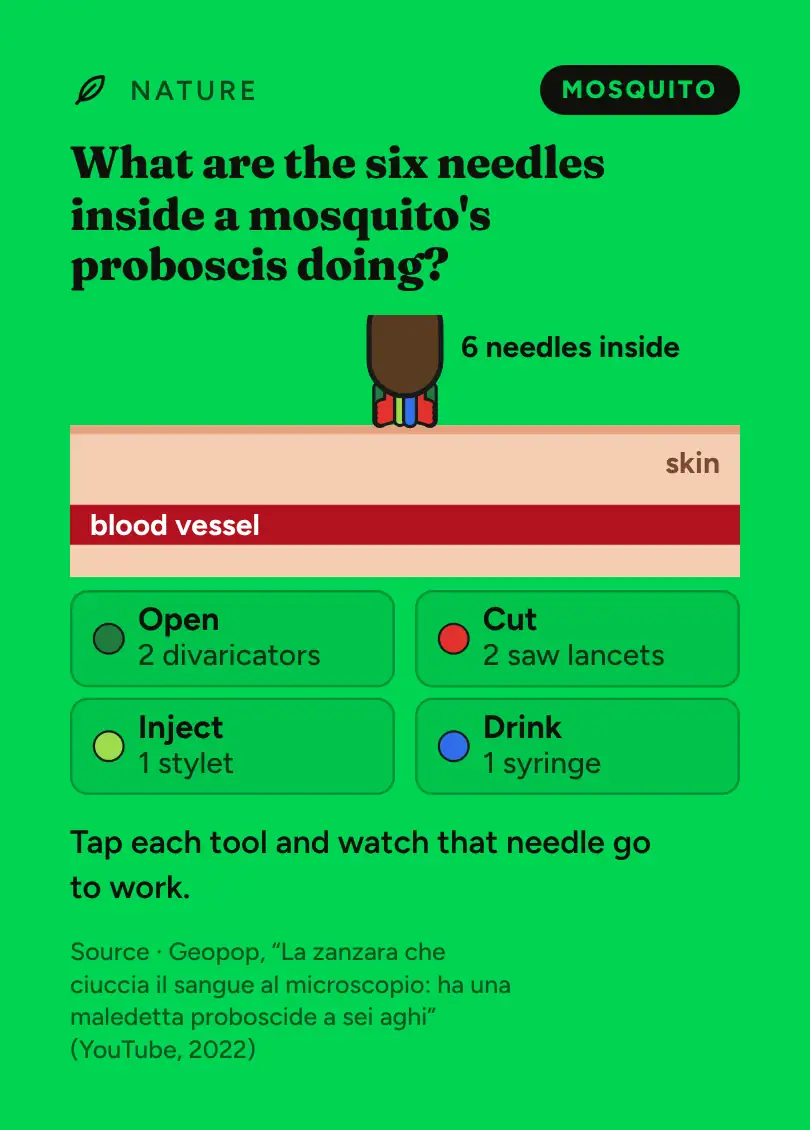 NATURE
MOSQUITO
What are the six needles
inside a mosquito's
proboscis doing?
6 needles inside
skin
blood vessel
Open
2 divaricators
Cut
2 saw lancets
Inject
1 stylet
Drink
1 syringe
Tap each tool and watch that needle go
to work.
Source · Geopop, “La zanzara che
ciuccia il sangue al microscopio: ha una
maledetta proboscide a sei aghi”
(YouTube, 2022)